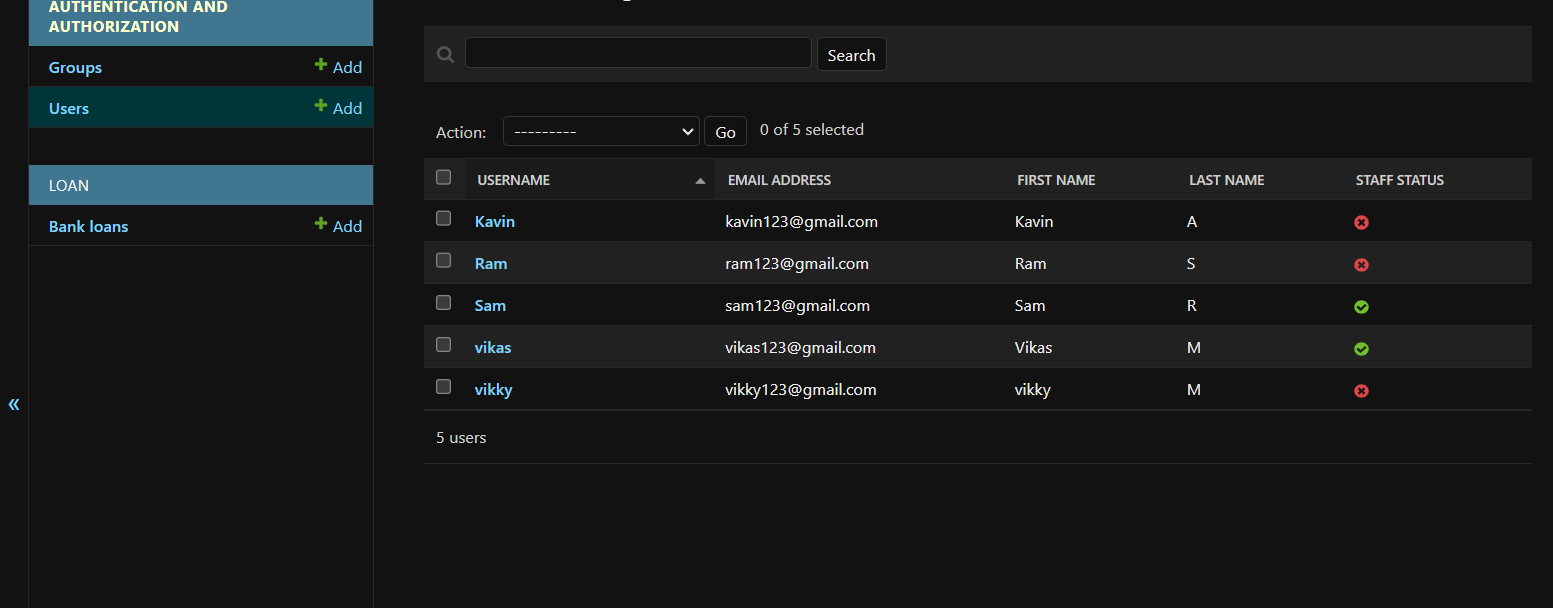 AUTHENTICATION AND
AUTHORIZATION
Groups + Add
Users + Add
LOAN
Bank loans + Add
«
Search
Action: --------- Go 0 of 5 selected
USERNAME EMAIL ADDRESS FIRST NAME LAST NAME STAFF STATUS
Kavin kavin123@gmail.com Kavin A
Ram ram123@gmail.com Ram S
Sam sam123@gmail.com Sam R
vikas vikas123@gmail.com Vikas M
vikky vikky123@gmail.com vikky M
5 users